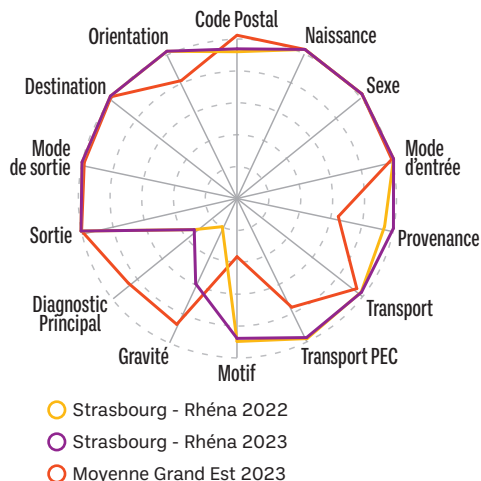 Code Postal
Naissance
Sexe
Mode
d'entrée
Provenance
Transport
Transport PEC
Motif
Gravité
Diagnostic
Principal
Sortie
Mode
de sortie
Destination
Orientation
Strasbourg - Rhéna 2022
Strasbourg - Rhéna 2023
Moyenne Grand Est 2023